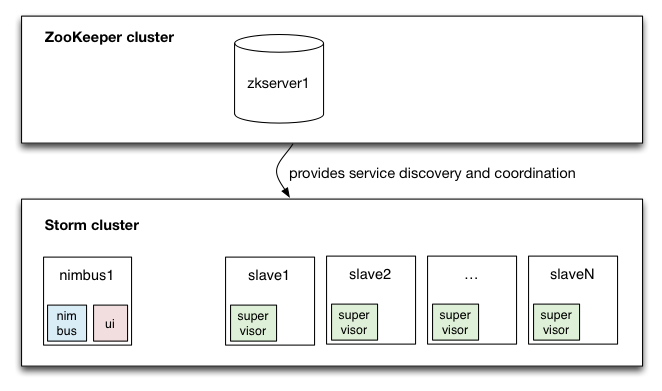 ZooKeeper cluster
zkserver1
provides service discovery and coordination
Storm cluster
nimbus1
nim
bus
ui
slave1
super
visor
slave2
super
visor
...
super
visor
slaveN
super
visor